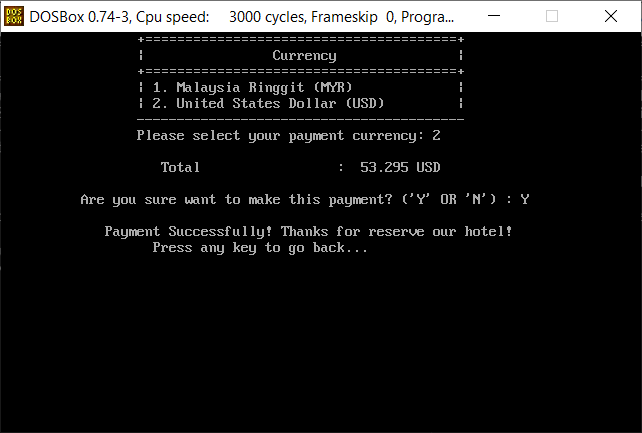 DOS BOX DOSBox 0.74-3, Cpu speed: 3000 cycles, Frameskip 0, Progra...
+=======================================+
¦ Currency ¦
+=======================================+
¦ 1. Malaysia Ringgit (MYR) ¦
¦ 2. United States Dollar (USD) ¦
-----------------------------------------
Please select your payment currency: 2
Total : 53.295 USD
Are you sure want to make this payment? ('Y' OR 'N') : Y
Payment Successfully! Thanks for reserve our hotel!
Press any key to go back...